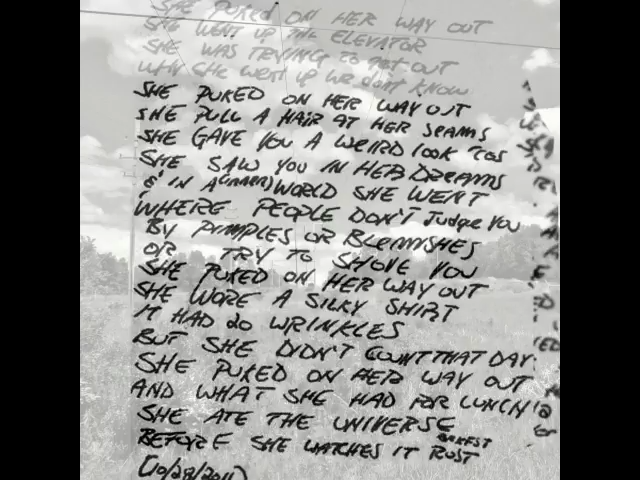 SHE PUKED ON HER WAY OUT
SHE WENT UP THE ELEVATOR
SHE WAS TRYING TO get OUT
WHY SHE WENT UP WE DON'T KNOW
SHE PUKED ON HER WAY OUT
SHE PULL A HAIR AT HER SEAMS
SHE GAVE YOU A WEIRD LOOK 'COS
SHE SAW YOU IN HER DREAMS
& IN A WORLD SHE WENT
WHERE PEOPLE DON'T Judge YOU
BY PIMPLES OR BLEMISHES
OR TRY TO SHOVE YOU
SHE PUKED ON HER WAY OUT
SHE WORE A SILKY SHIRT
IT HAD 20 WRINKLES
BUT SHE DIDN'T COUNT THAT DAY
SHE PUKED ON HER WAY OUT
AND WHAT SHE HAD FOR LUNCH
SHE ATE THE UNIVERSE
BEFORE SHE WATCHES IT RUST
(10/28/2011)